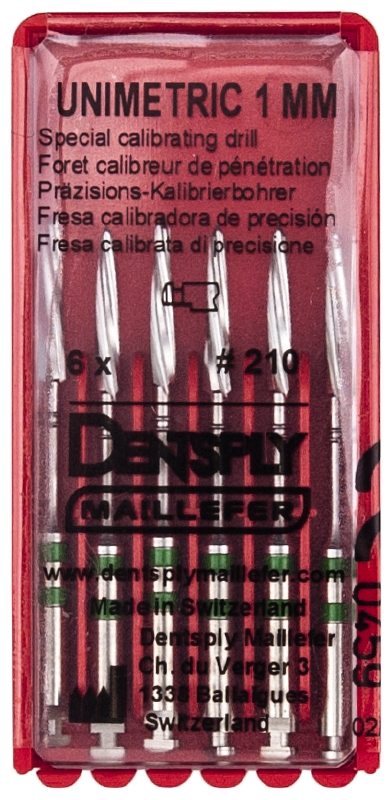 UNIMETRIC 1 MM
Special calibrating drill
Foret calibreur de pénétration
Präzisions-Kalibrierbohrer
Fresa calibradora de precisión
Fresa calibrata di precisione
6 x # 210
DENTSPLY
MAILLEFER
www.dentsplymaillefer.com
Made in Switzerland
Dentsply Maillefer
Ch. du Verger 3
1338 Ballaigues
Switzerland
0459
02